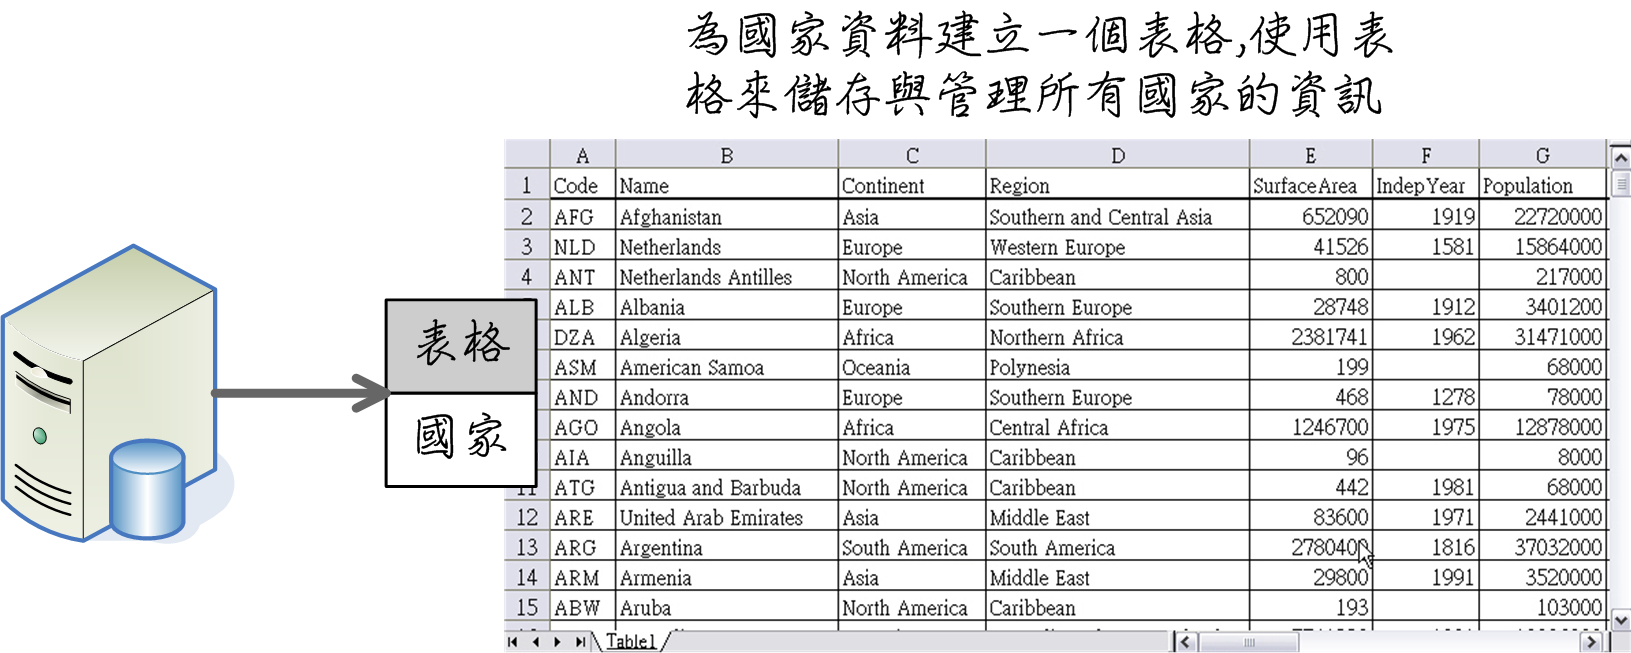 為國家資料建立一個表格,使用表
格來儲存與管理所有國家的資訊
A B C D E F G
1 Code Name Continent Region SurfaceArea IndepYear Population
2 AFG Afghanistan Asia Southern and Central Asia 652090 1919 22720000
3 NLD Netherlands Europe Western Europe 41526 1581 15864000
4 ANT Netherlands Antilles North America Caribbean 800 217000
ALB Albania Europe Southern Europe 28748 1912 3401200
DZA Algeria Africa Northern Africa 2381741 1962 31471000
ASM American Samoa Oceania Polynesia 199 68000
AND Andorra Europe Southern Europe 468 1278 78000
AGO Angola Africa Central Africa 1246700 1975 12878000
AIA Anguilla North America Caribbean 96 8000
11 ATG Antigua and Barbuda North America Caribbean 442 1981 68000
12 ARE United Arab Emirates Asia Middle East 83600 1971 2441000
13 ARG Argentina South America South America 2780400 1816 37032000
14 ARM Armenia Asia Middle East 29800 1991 3520000
15 ABW Aruba North America Caribbean 193 103000
Table1
表格
國家